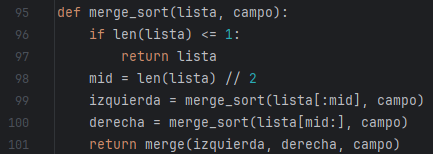 95 def merge_sort(lista, campo):
96     if len(lista) <= 1:
97         return lista
98     mid = len(lista) // 2
99     izquierda = merge_sort(lista[:mid], campo)
100     derecha = merge_sort(lista[mid:], campo)
101     return merge(izquierda, derecha, campo)